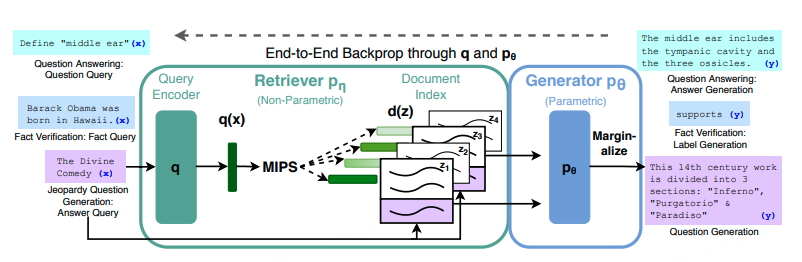 End-to-End Backprop through q and pθ
Define "middle ear"(x)
Question Answering:
Question Query
Barack Obama was
born in Hawaii.(x)
Fact Verification: Fact Query
The Divine
Comedy (x)
Jeopardy Question
Generation:
Answer Query
Query
Encoder
q
q(x)
Retriever pη
(Non-Parametric)
MIPS
Document
Index
d(z)
z4
z3
z2
z1
Generator pθ
(Parametric)
pθ
Margin-
alize
The middle ear includes
the tympanic cavity and
the three ossicles. (y)
Question Answering:
Answer Generation
supports (y)
Fact Verification:
Label Generation
This 14th century work
is divided into 3
sections: "Inferno",
"Purgatorio" &
"Paradiso" (y)
Question Generation